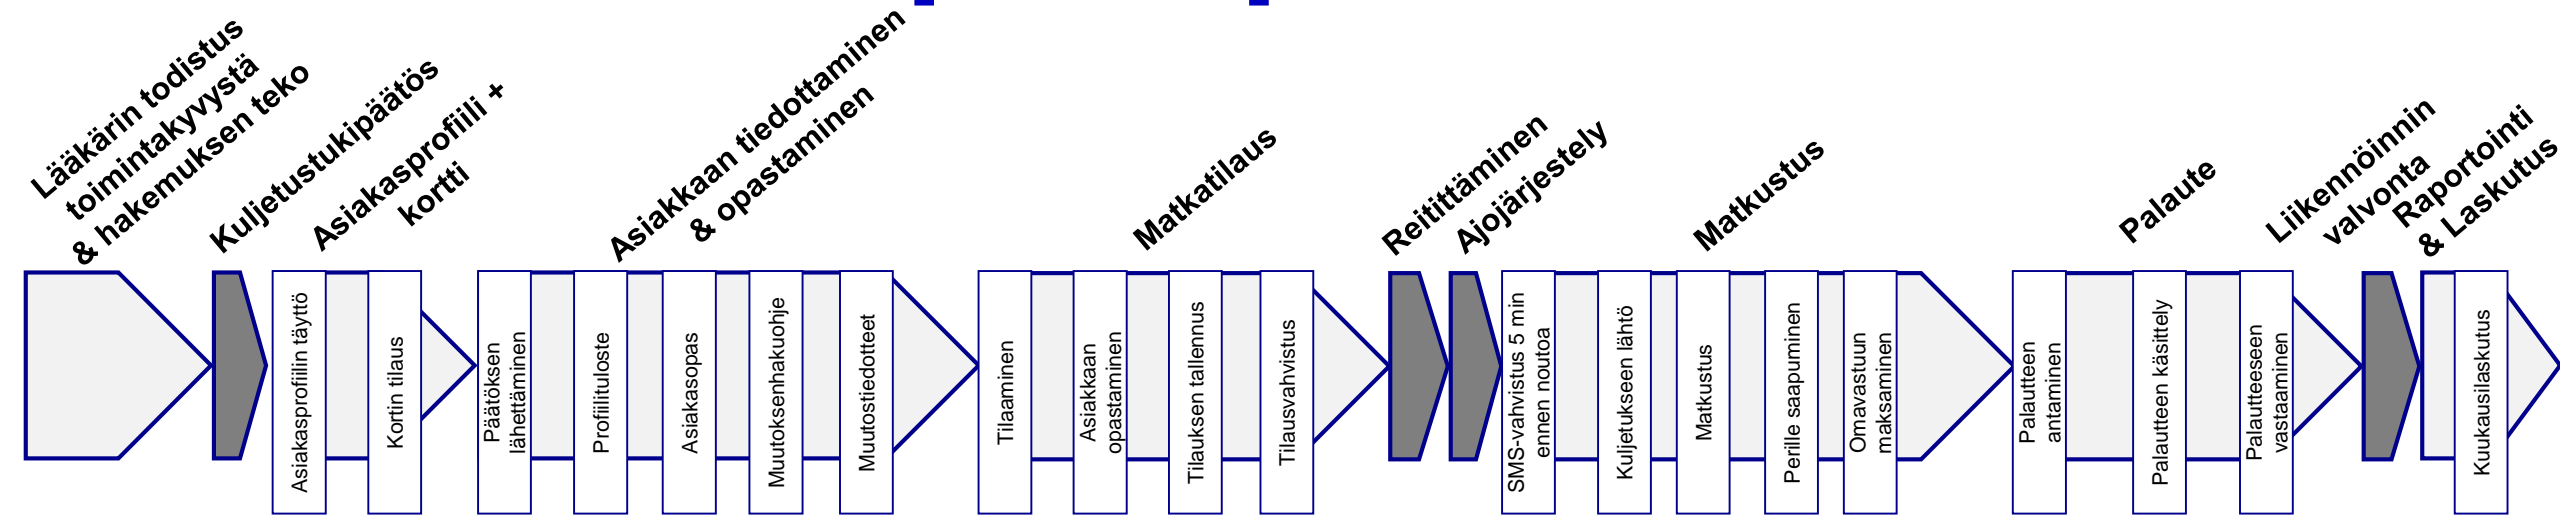 Lääkärin todistus
toimintakyvystä
& hakemuksen teko
Kuljetustukipäätös
Asiakasprofiili +
kortti
Asiakkaan tiedottaminen
& opastaminen
Matkatilaus
Reitittäminen
Ajojärjestely
Matkustus
Palaute
Liikennöinnin
valvonta
Raportointi
& Laskutus
Asiakasprofiilin täyttö
Kortin tilaus
Päätöksen
lähettäminen
Profiilituloste
Asiakasopas
Muutoksenhakuohje
Muutostiedotteet
Tilaaminen
Asiakkaan
opastaminen
Tilauksen tallennus
Tilausvahvistus
SMS-vahvistus 5 min
ennen noutoa
Kuljetukseen lähtö
Matkustus
Perille saapuminen
Omavastuun
maksaminen
Palautteen
antaminen
Palautteen käsittely
Palautteeseen
vastaaminen
Kuukausilaskutus